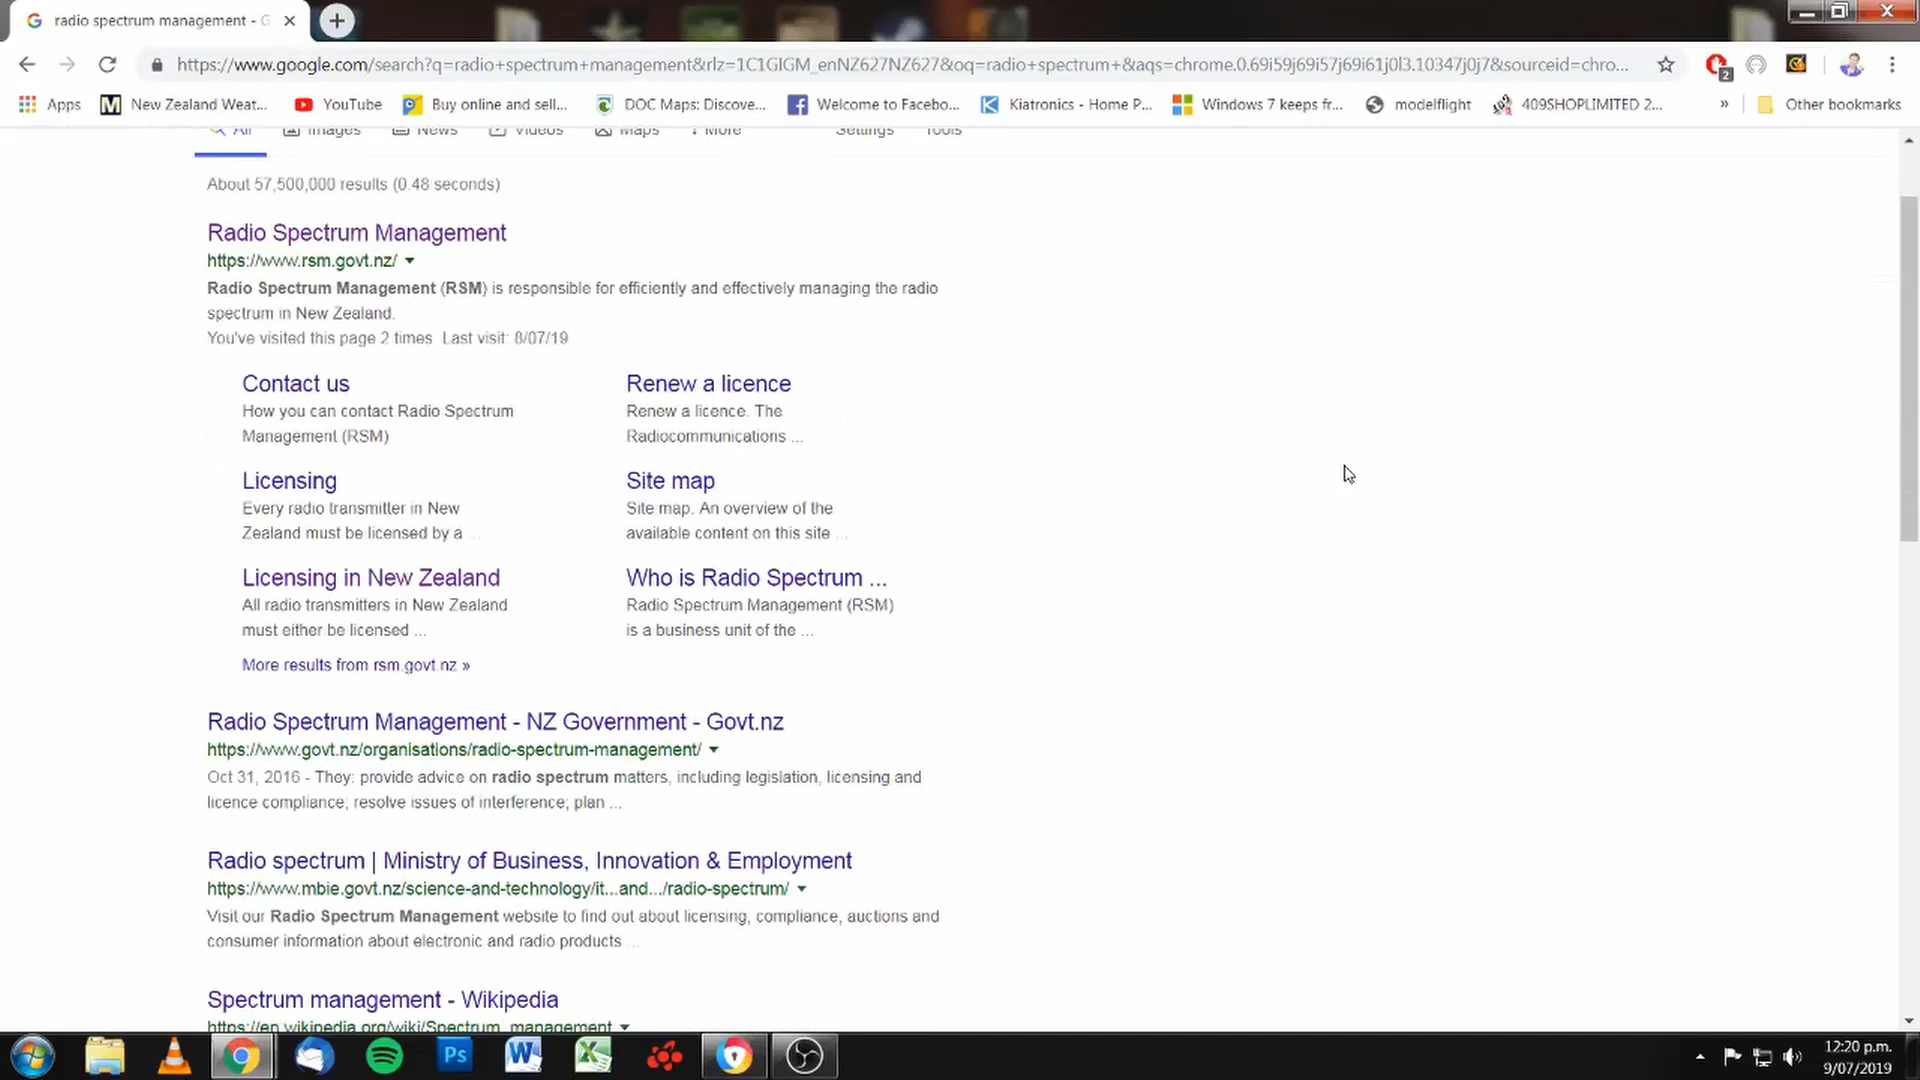 radio spectrum management - G
https://www.google.com/search?q=radio+spectrum+management&rlz=1C1GIGM_enNZ627NZ627&oq=radio+spectrum+&aqs=chrome.0.69i59j69i57j69i61j0l3.10347j0j7&sourceid=chro...
2
Apps
New Zealand Weat...
YouTube
Buy online and sell...
DOC Maps: Discove...
Welcome to Facebo...
Kiatronics - Home P...
Windows 7 keeps fr...
modelflight
409SHOPLIMITED 2...
»
Other bookmarks
All Images News Videos Maps More Settings Tools
About 57,500,000 results (0.48 seconds)
Radio Spectrum Management
https://www.rsm.govt.nz/
Radio Spectrum Management (RSM) is responsible for efficiently and effectively managing the radio
spectrum in New Zealand.
You've visited this page 2 times. Last visit: 8/07/19
Contact us
How you can contact Radio Spectrum
Management (RSM)
Renew a licence
Renew a licence. The
Radiocommunications ...
Licensing
Every radio transmitter in New
Zealand must be licensed by a ...
Site map
Site map. An overview of the
available content on this site ...
Licensing in New Zealand
All radio transmitters in New Zealand
must either be licensed ...
Who is Radio Spectrum ...
Radio Spectrum Management (RSM)
is a business unit of the ...
More results from rsm.govt.nz »
Radio Spectrum Management - NZ Government - Govt.nz
https://www.govt.nz/organisations/radio-spectrum-management/
Oct 31, 2016 - They: provide advice on radio spectrum matters, including legislation, licensing and
licence compliance; resolve issues of interference; plan ...
Radio spectrum | Ministry of Business, Innovation & Employment
https://www.mbie.govt.nz/science-and-technology/it...and.../radio-spectrum/
Visit our Radio Spectrum Management website to find out about licensing, compliance, auctions and
consumer information about electronic and radio products ...
Spectrum management - Wikipedia
https://en.wikipedia.org/wiki/Spectrum_management
Ps
12:20 p.m.
9/07/2019